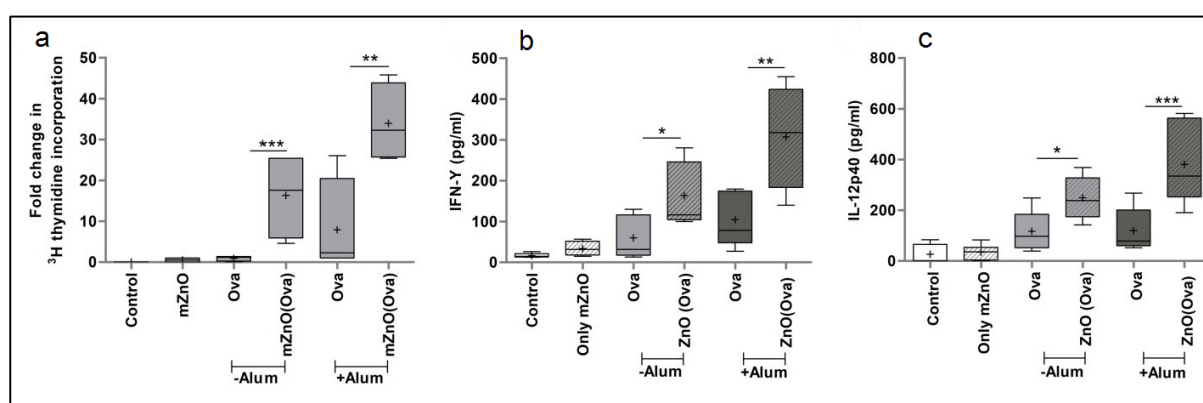 a
50
40
30
20
10
0
Fold change in
³H thymidine incorporation
***
**
Control
mZnO
Ova
mZnO(Ova)
Ova
mZnO(Ova)
-Alum
+Alum
b
500
400
300
200
100
0
IFN-Y (pg/ml)
*
**
Control
Only mZnO
Ova
ZnO (Ova)
Ova
ZnO(Ova)
-Alum
+Alum
c
800
600
400
200
0
IL-12p40 (pg/ml)
*
***
Control
Only mZnO
Ova
ZnO (Ova)
Ova
ZnO(Ova)
-Alum
+Alum